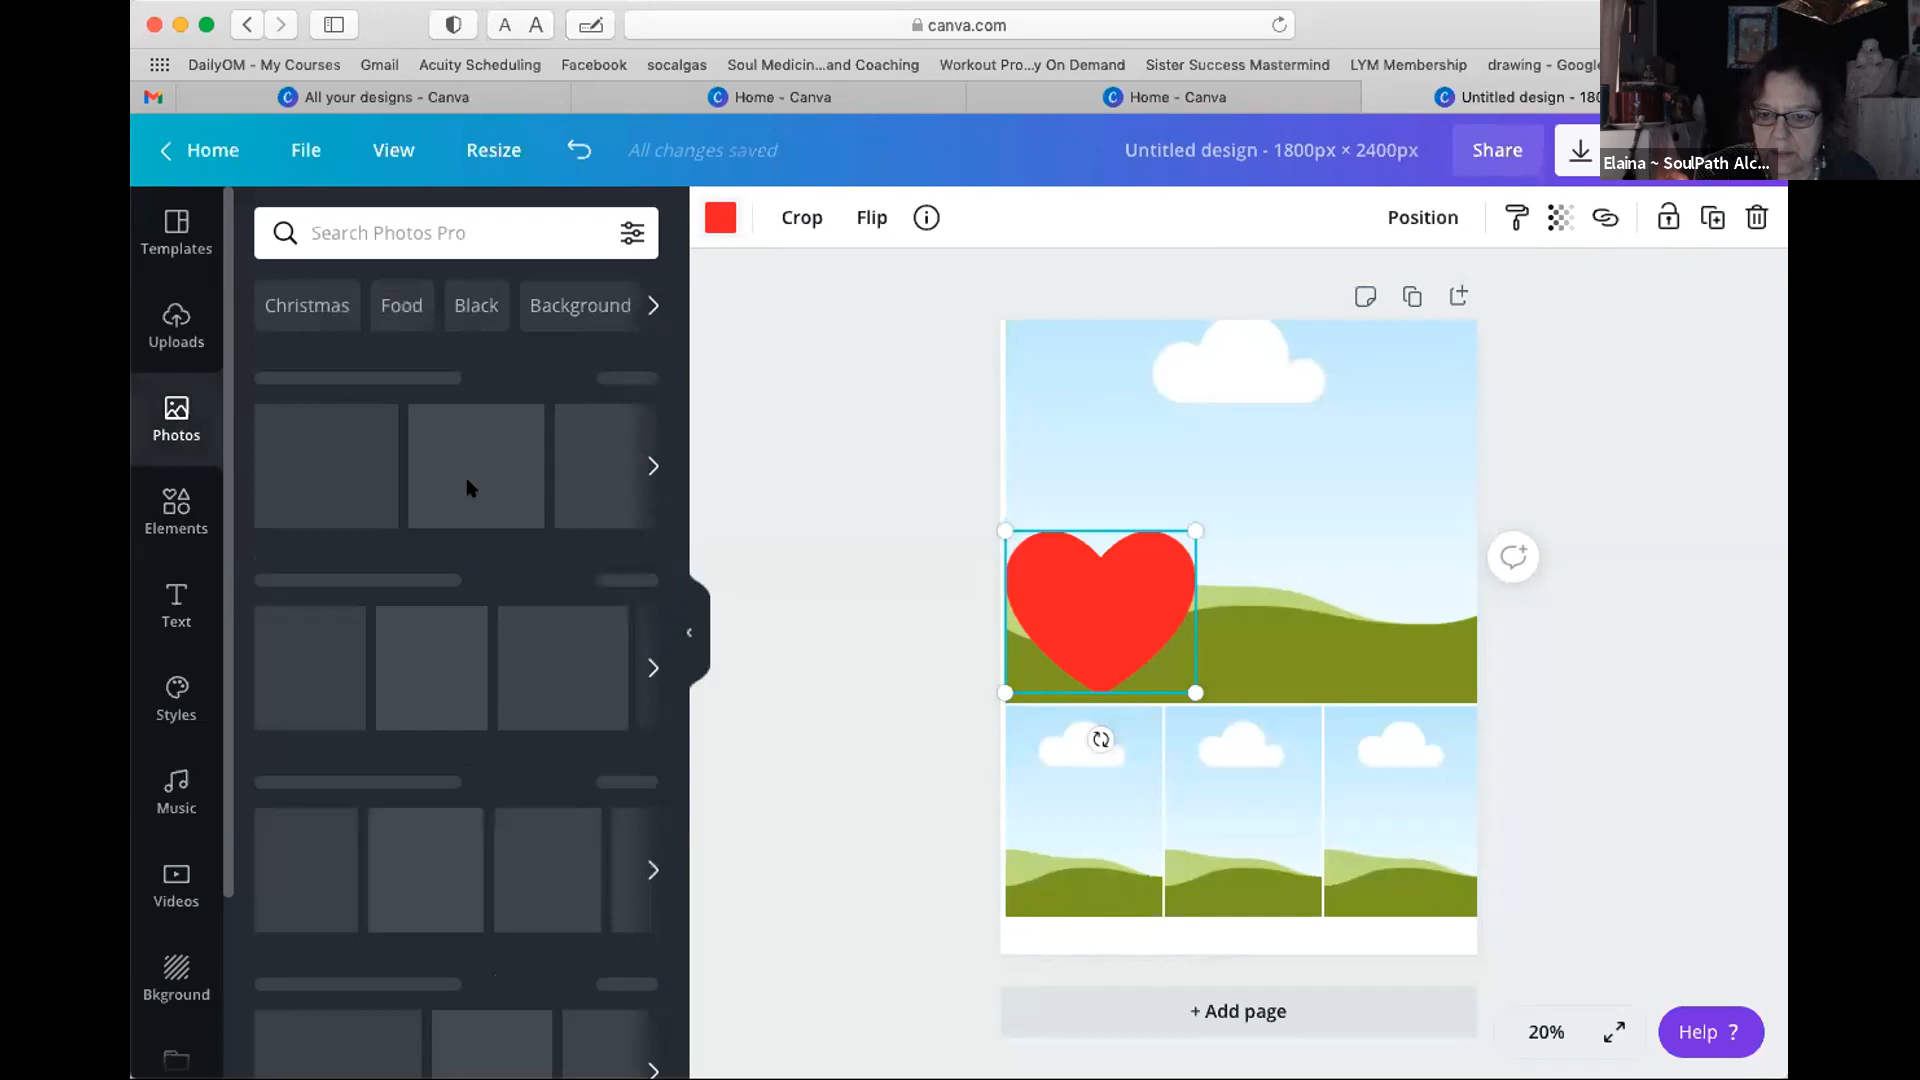 A A canva.com
DailyOM - My Courses Gmail Acuity Scheduling Facebook socalgas Soul Medicin...and Coaching Workout Pro...y On Demand Sister Success Mastermind LYM Membership drawing - Google
C All your designs - Canva C Home - Canva C Home - Canva C Untitled design - 180
Home File View Resize All changes saved Untitled design - 1800px × 2400px Share
Elaina ~ SoulPath Alc...
Search Photos Pro
Crop Flip Position
Christmas Food Black Background
Templates
Uploads
Photos
Elements
Text
Styles
Music
Videos
Bkground
+ Add page
20% Help ?